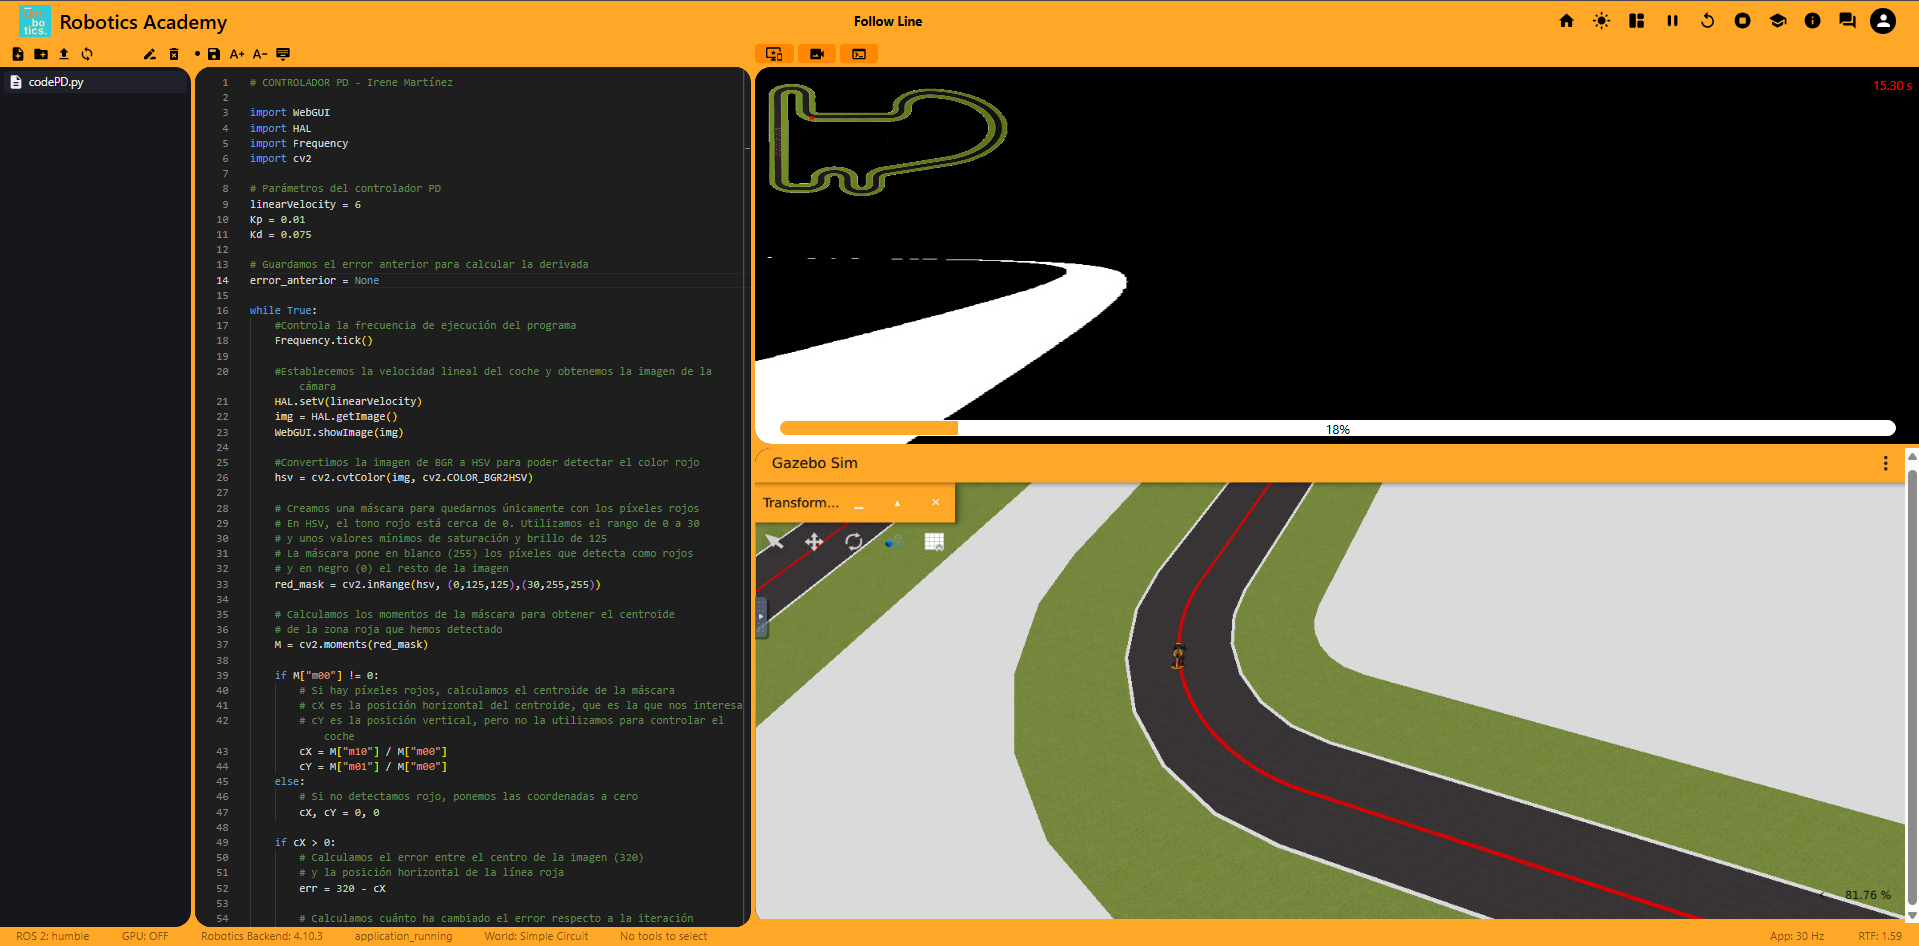 .bo
tics.
Robotics Academy
Follow Line
A+
A-
codePD.py
1 # CONTROLADOR PD - Irene Martínez
2
3 import WebGUI
4 import HAL
5 import Frequency
6 import cv2
7
8 # Parámetros del controlador PD
9 linearVelocity = 6
10 Kp = 0.01
11 Kd = 0.075
12
13 # Guardamos el error anterior para calcular la derivada
14 error_anterior = None
15
16 while True:
17 #Controla la frecuencia de ejecución del programa
18 Frequency.tick()
19
20 #Establecemos la velocidad lineal del coche y obtenemos la imagen de la
cámara
21 HAL.setV(linearVelocity)
22 img = HAL.getImage()
23 WebGUI.showImage(img)
24
25 #Convertimos la imagen de BGR a HSV para poder detectar el color rojo
26 hsv = cv2.cvtColor(img, cv2.COLOR_BGR2HSV)
27
28 # Creamos una máscara para quedarnos únicamente con los píxeles rojos
29 # En HSV, el tono rojo está cerca de 0. Utilizamos el rango de 0 a 30
30 # y unos valores mínimos de saturación y brillo de 125
31 # La máscara pone en blanco (255) los píxeles que detecta como rojos
32 # y en negro (0) el resto de la imagen
33 red_mask = cv2.inRange(hsv, (0,125,125),(30,255,255))
34
35 # Calculamos los momentos de la máscara para obtener el centroide
36 # de la zona roja que hemos detectado
37 M = cv2.moments(red_mask)
38
39 if M["m00"] != 0:
40 # Si hay píxeles rojos, calculamos el centroide de la máscara
41 # cX es la posición horizontal del centroide, que es la que nos interesa
42 # cY es la posición vertical, pero no la utilizamos para controlar el
coche
43 cX = M["m10"] / M["m00"]
44 cY = M["m01"] / M["m00"]
45 else:
46 # Si no detectamos rojo, ponemos las coordenadas a cero
47 cX, cY = 0, 0
48
49 if cX > 0:
50 # Calculamos el error entre el centro de la imagen (320)
51 # y la posición horizontal de la línea roja
52 err = 320 - cX
53
54 # Calculamos cuánto ha cambiado el error respecto a la iteración
15.30 s
18%
Gazebo Sim
Transform...
81.76 %
ROS 2: humble
GPU: OFF
Robotics Backend: 4.10.3
application_running
World: Simple Circuit
No tools to select
App: 30 Hz
RTF: 1.59